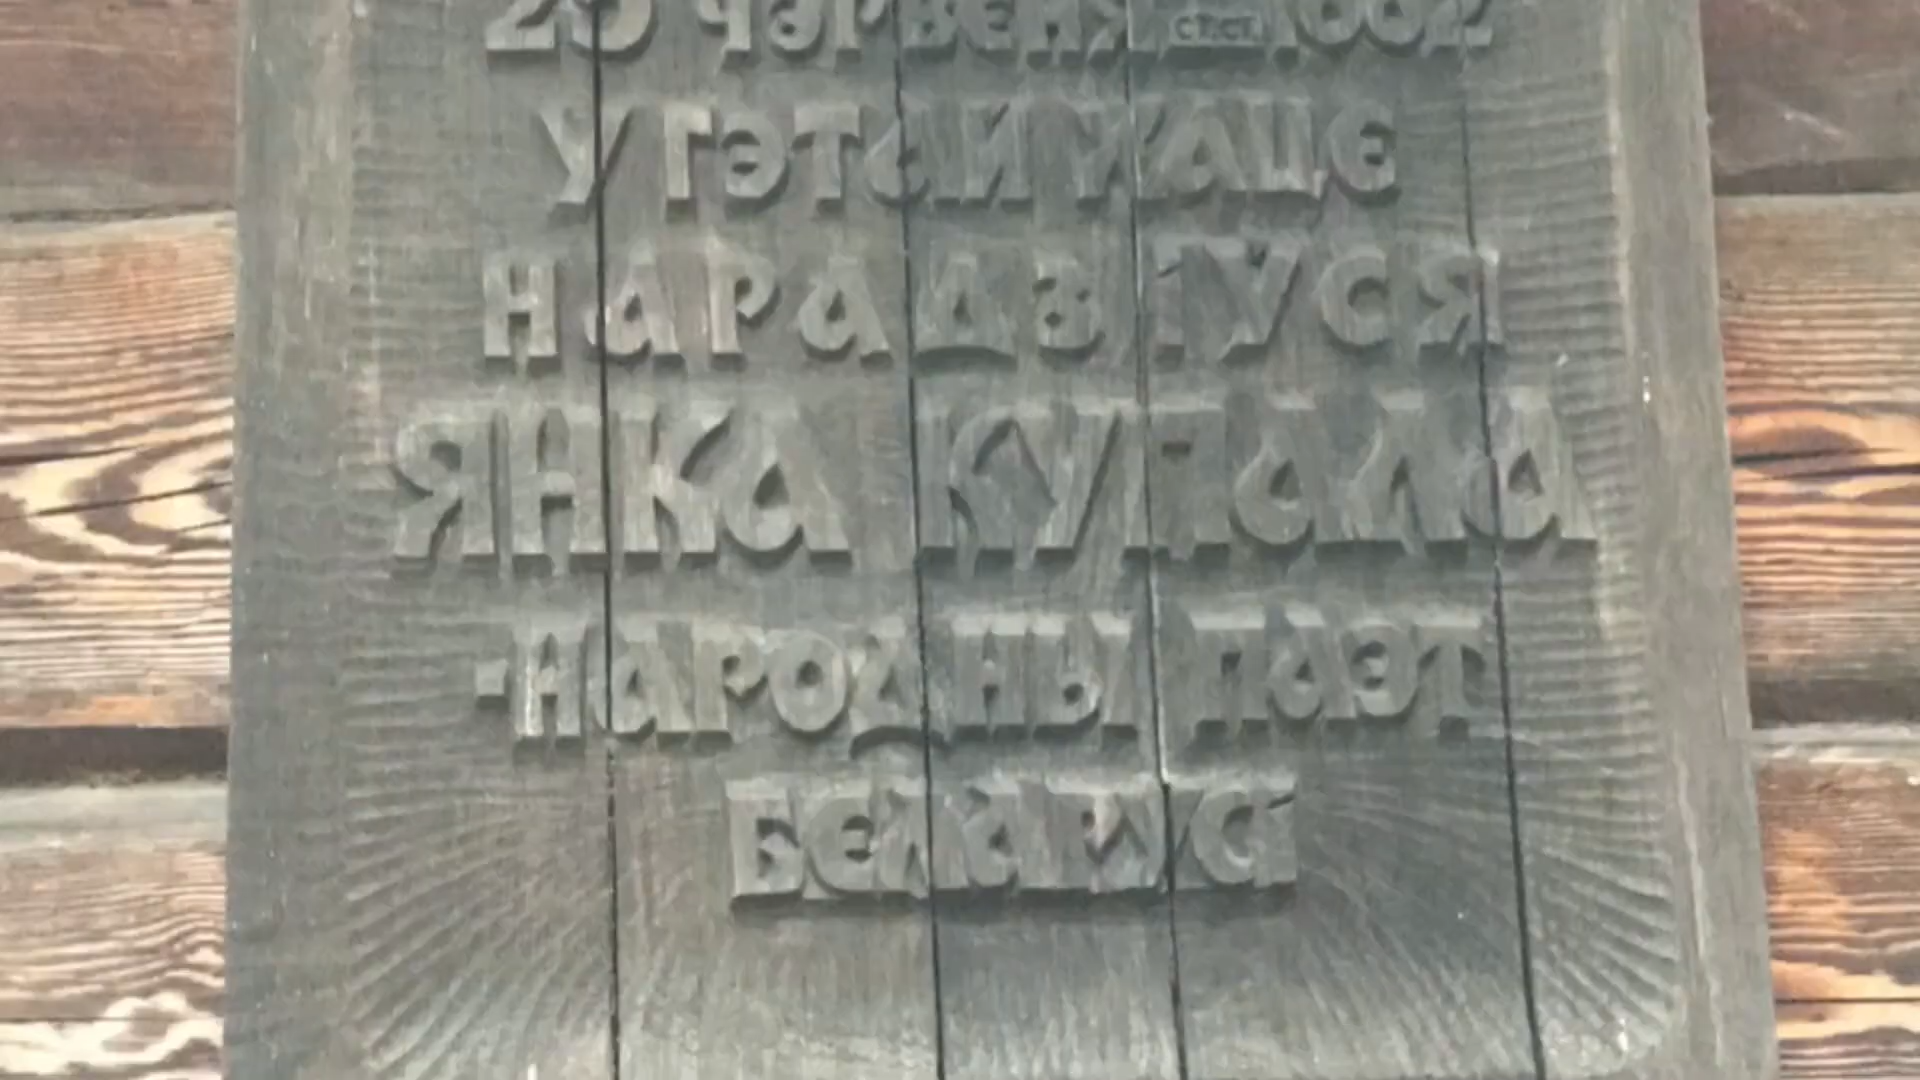 25 чэрвеня ст.ст. 1882
У ГЭТАЙ ХАЦЕ
НАРАДЗІЎСЯ
ЯНКА КУПАЛА
-НАРОДНЫ ПАЭТ
БЕЛАРУСІ